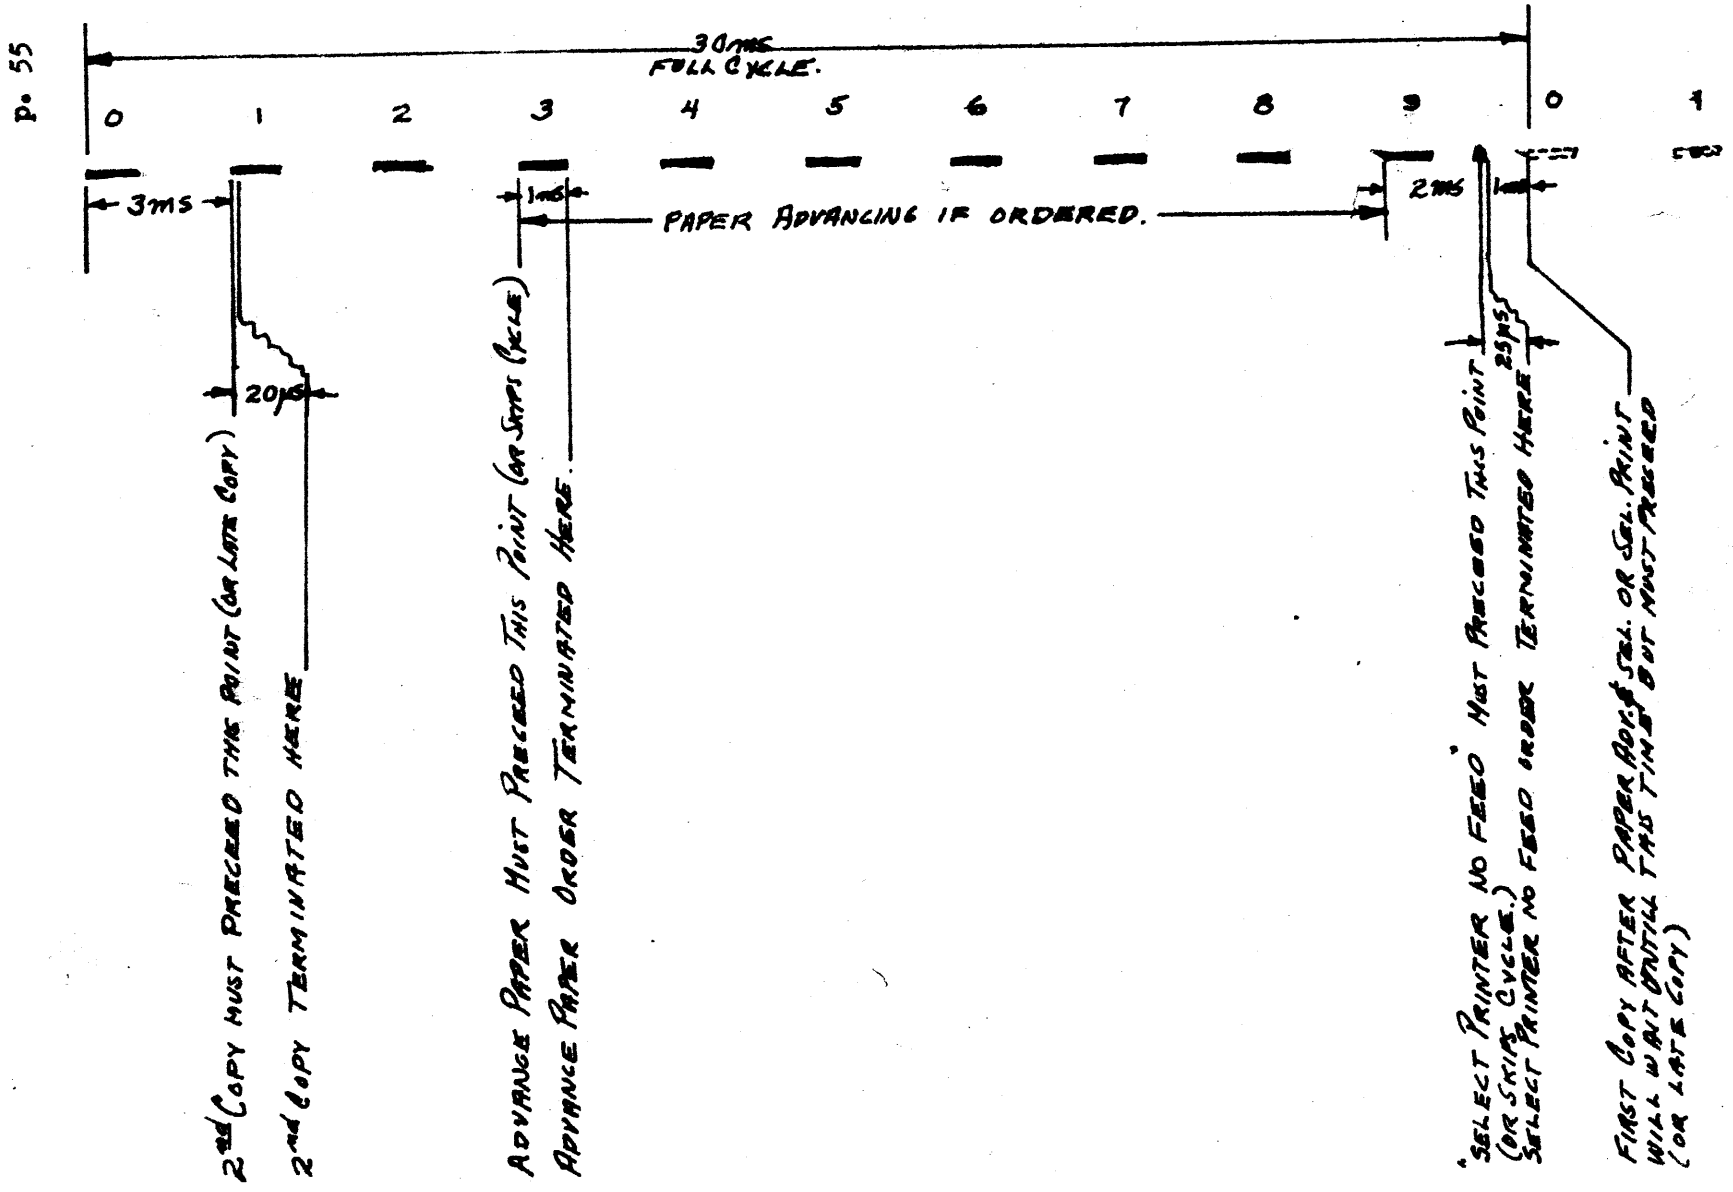 p. 55
30ms
FULL CYCLE.
0 1 2 3 4 5 6 7 8 9 0 1
3ms
1ms
PAPER ADVANCING IF ORDERED.
2ms
1ms
20µs
25µs
2nd COPY MUST PRECEED THIS POINT (OR LATE COPY)
2nd COPY TERMINATED HERE
ADVANCE PAPER MUST PRECEED THIS POINT (OR SKIPS CYCLE)
ADVANCE PAPER ORDER TERMINATED HERE.
"SELECT PRINTER NO FEED" MUST PRECEED THIS POINT
(OR SKIPS CYCLE.)
SELECT PRINTER NO FEED ORDER TERMINATED HERE
FIRST COPY AFTER PAPER ADV. & SEL. OR SEL. PRINT
WILL WAIT UNTILL THIS TIME BUT MUST PRECEED
(OR LATE COPY)